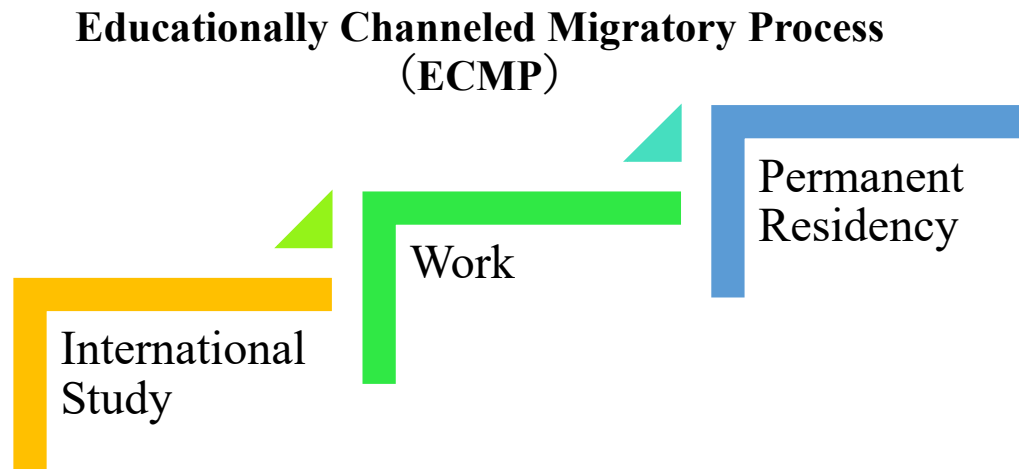 Educationally Channeled Migratory Process
（ECMP）
Permanent
Residency
Work
International
Study